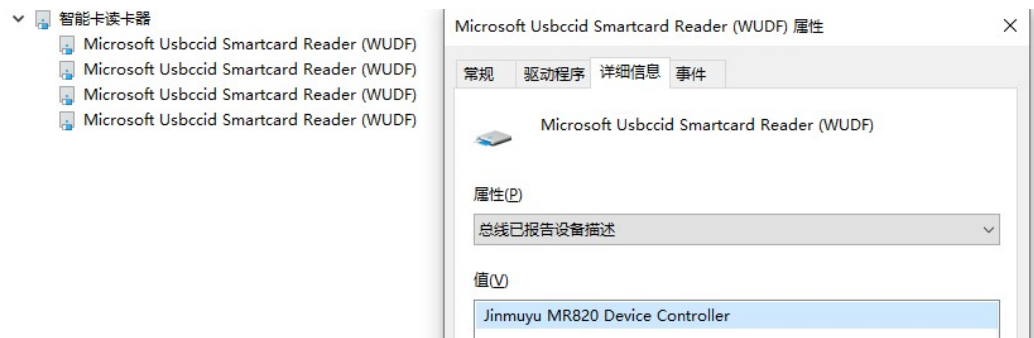 智能卡读卡器
Microsoft Usbccid Smartcard Reader (WUDF)
Microsoft Usbccid Smartcard Reader (WUDF)
Microsoft Usbccid Smartcard Reader (WUDF)
Microsoft Usbccid Smartcard Reader (WUDF)
Microsoft Usbccid Smartcard Reader (WUDF) 属性
常规 驱动程序 详细信息 事件
Microsoft Usbccid Smartcard Reader (WUDF)
属性(P)
总线已报告设备描述
值(V)
Jinmuyu MR820 Device Controller